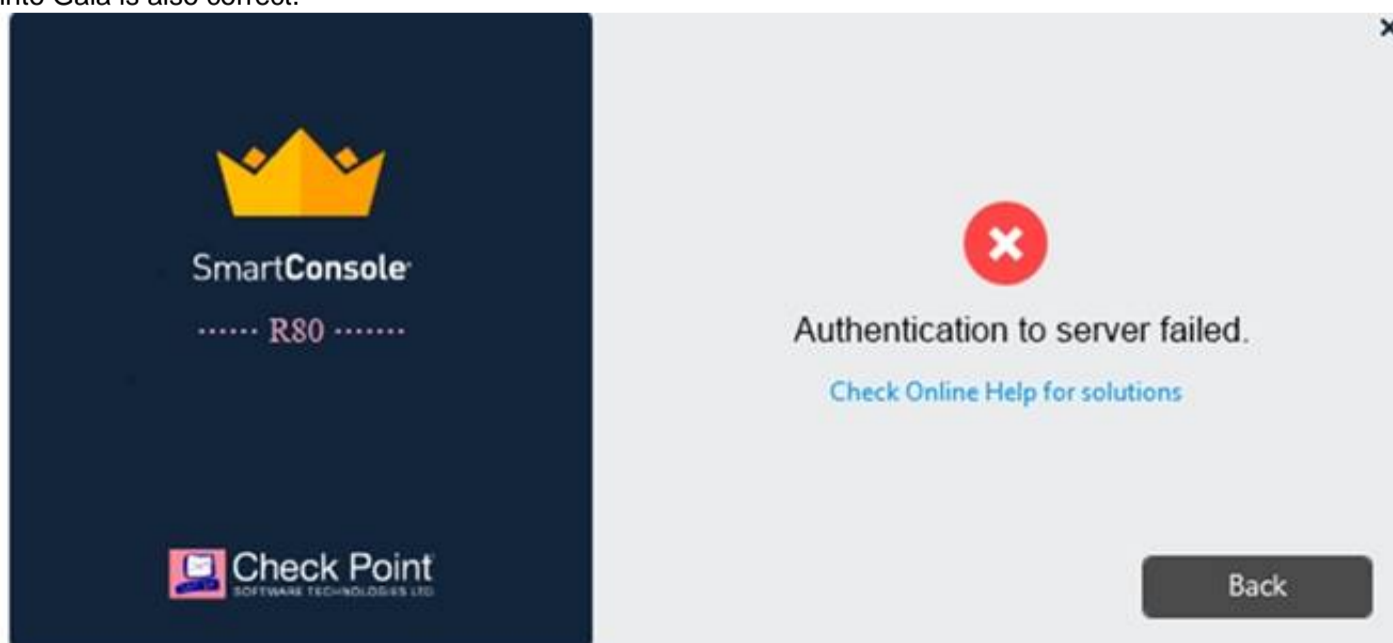 into Gaia is also correct.
SmartConsole
...... R80 .......
Authentication to server failed.
Check Online Help for solutions
Check Point
SOFTWARE TECHNOLOGIES LTD.
Back